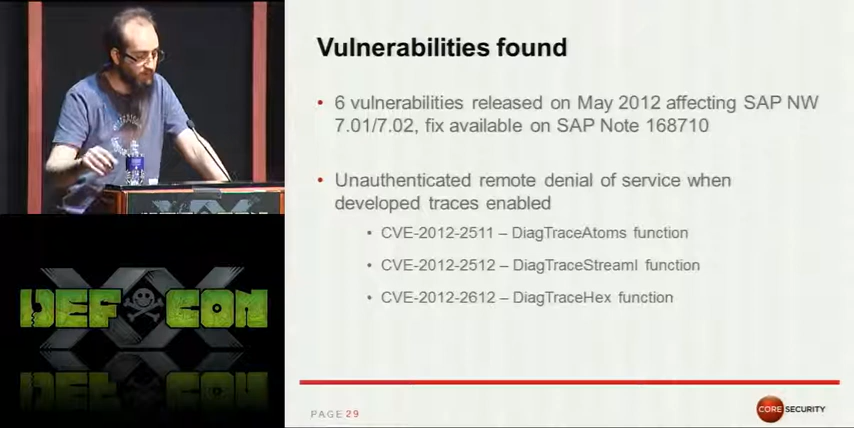 Vulnerabilities found
• 6 vulnerabilities released on May 2012 affecting SAP NW
7.01/7.02, fix available on SAP Note 168710
• Unauthenticated remote denial of service when
developed traces enabled
• CVE-2012-2511 – DiagTraceAtoms function
• CVE-2012-2512 – DiagTraceStreamI function
• CVE-2012-2612 – DiagTraceHex function
XX
DEF CON
PAGE 29
CORE SECURITY